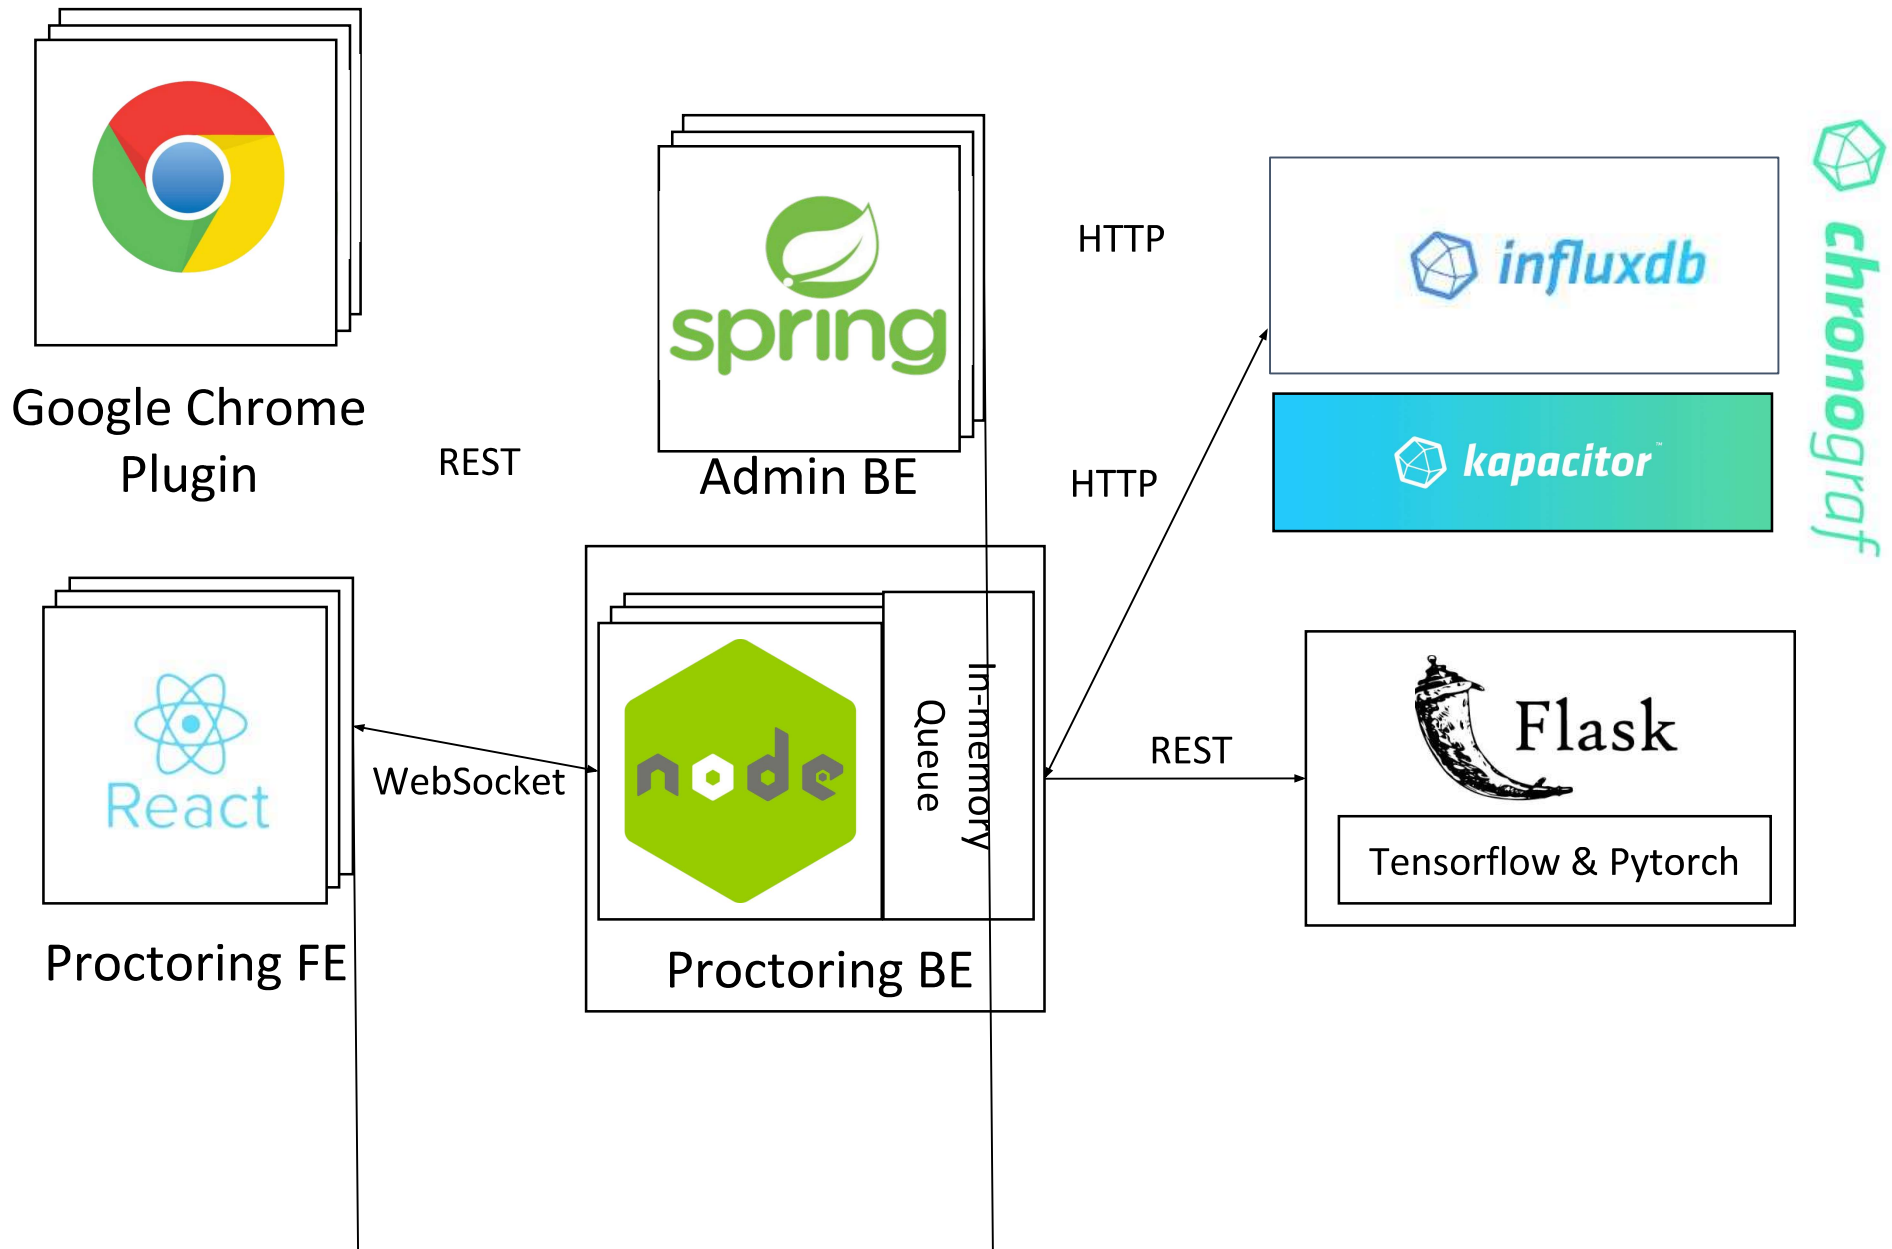 Google Chrome
Plugin
REST
spring
Admin BE
HTTP
HTTP
influxdb
kapacitor™
chronograf
React
Proctoring FE
WebSocket
node
In-memory
Queue
Proctoring BE
REST
Flask
Tensorflow & Pytorch